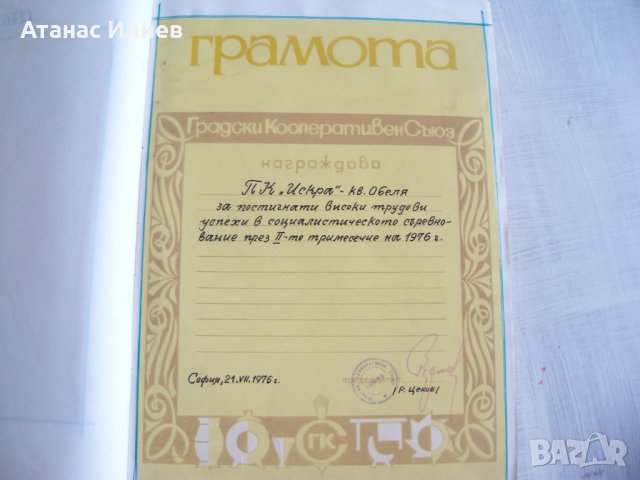 Атанас Илиев
грамота
Градски Кооперативен Съюз
награждава
ПК „Искра"-кв. Обеля
за постигнати високи трудови
успехи в социалистическото съревно-
вание през II-то тримесечие на 1976 г.
София, 21.VII.1976 г.
председател
/Р. Цеков/
ГК
BAZAR